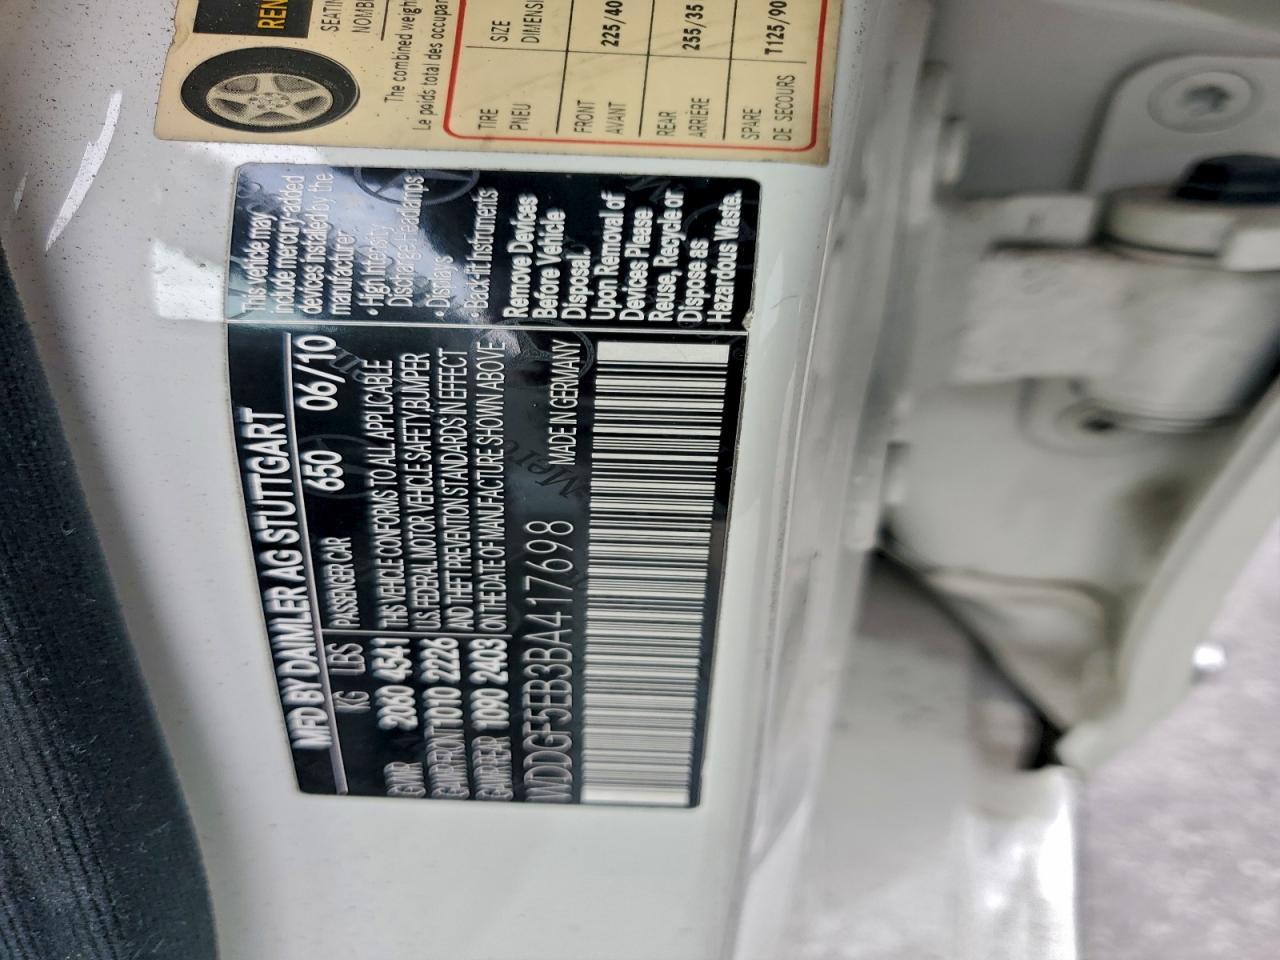 MFD BY DAIMLER AG STUTTGART
KG LBS PASSENGER CAR 650 06/10
GVWR 2060 4541
GAWR FRONT 1010 2226
GAWR REAR 1090 2403
THIS VEHICLE CONFORMS TO ALL APPLICABLE
U.S. FEDERAL MOTOR VEHICLE SAFETY, BUMPER
AND THEFT PREVENTION STANDARDS IN EFFECT
ON THE DATE OF MANUFACTURE SHOWN ABOVE
WDDGF5EB3BA417698 MADE IN GERMANY
This vehicle may
include mercury-added
devices installed by the
manufacturer
• High Intensity
Discharge Headlamps
• Displays
• Back-lit Instruments
Remove Devices
Before Vehicle
Disposal.
Upon Removal of
Devices Please
Reuse, Recycle or
Dispose as
Hazardous Waste.
REN
SEATIN
NOMB
The combined weigh
Le poids total des occupan
TIRE SIZE
PNEU DIMENSI
FRONT
AVANT 225/40
REAR
ARRIÈRE 255/35
SPARE
DE SECOURS T125/90